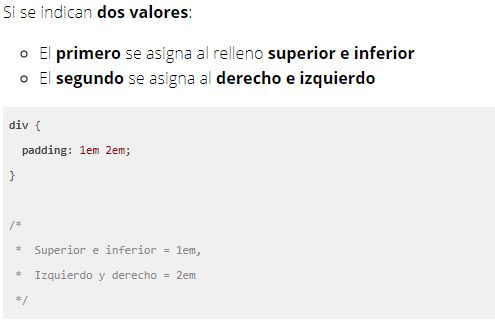 Si se indican dos valores:
El primero se asigna al relleno superior e inferior
El segundo se asigna al derecho e izquierdo
div {
  padding: 1em 2em;
}
/*
 *  Superior e inferior = 1em,
 *  Izquierdo y derecho = 2em
 */